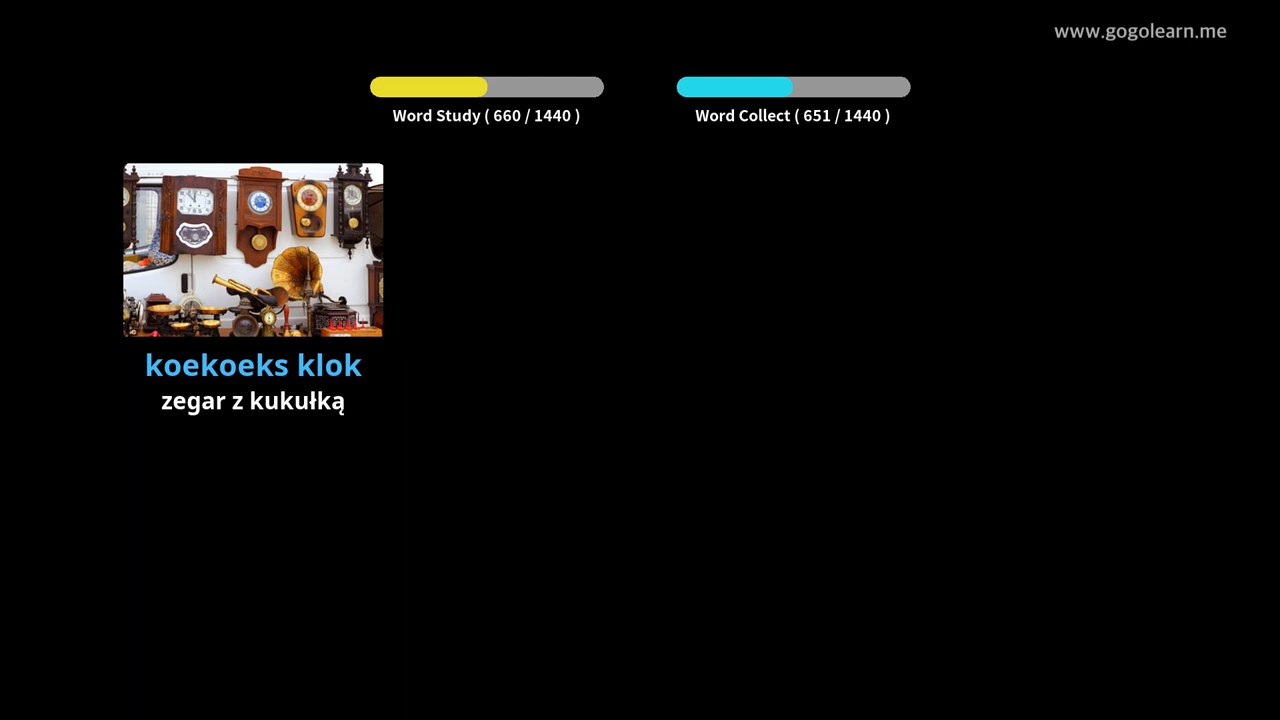 www.gogolearn.me
Word Study ( 660 / 1440 )
Word Collect ( 651 / 1440 )
koekoeks klok
zegar z kukułką